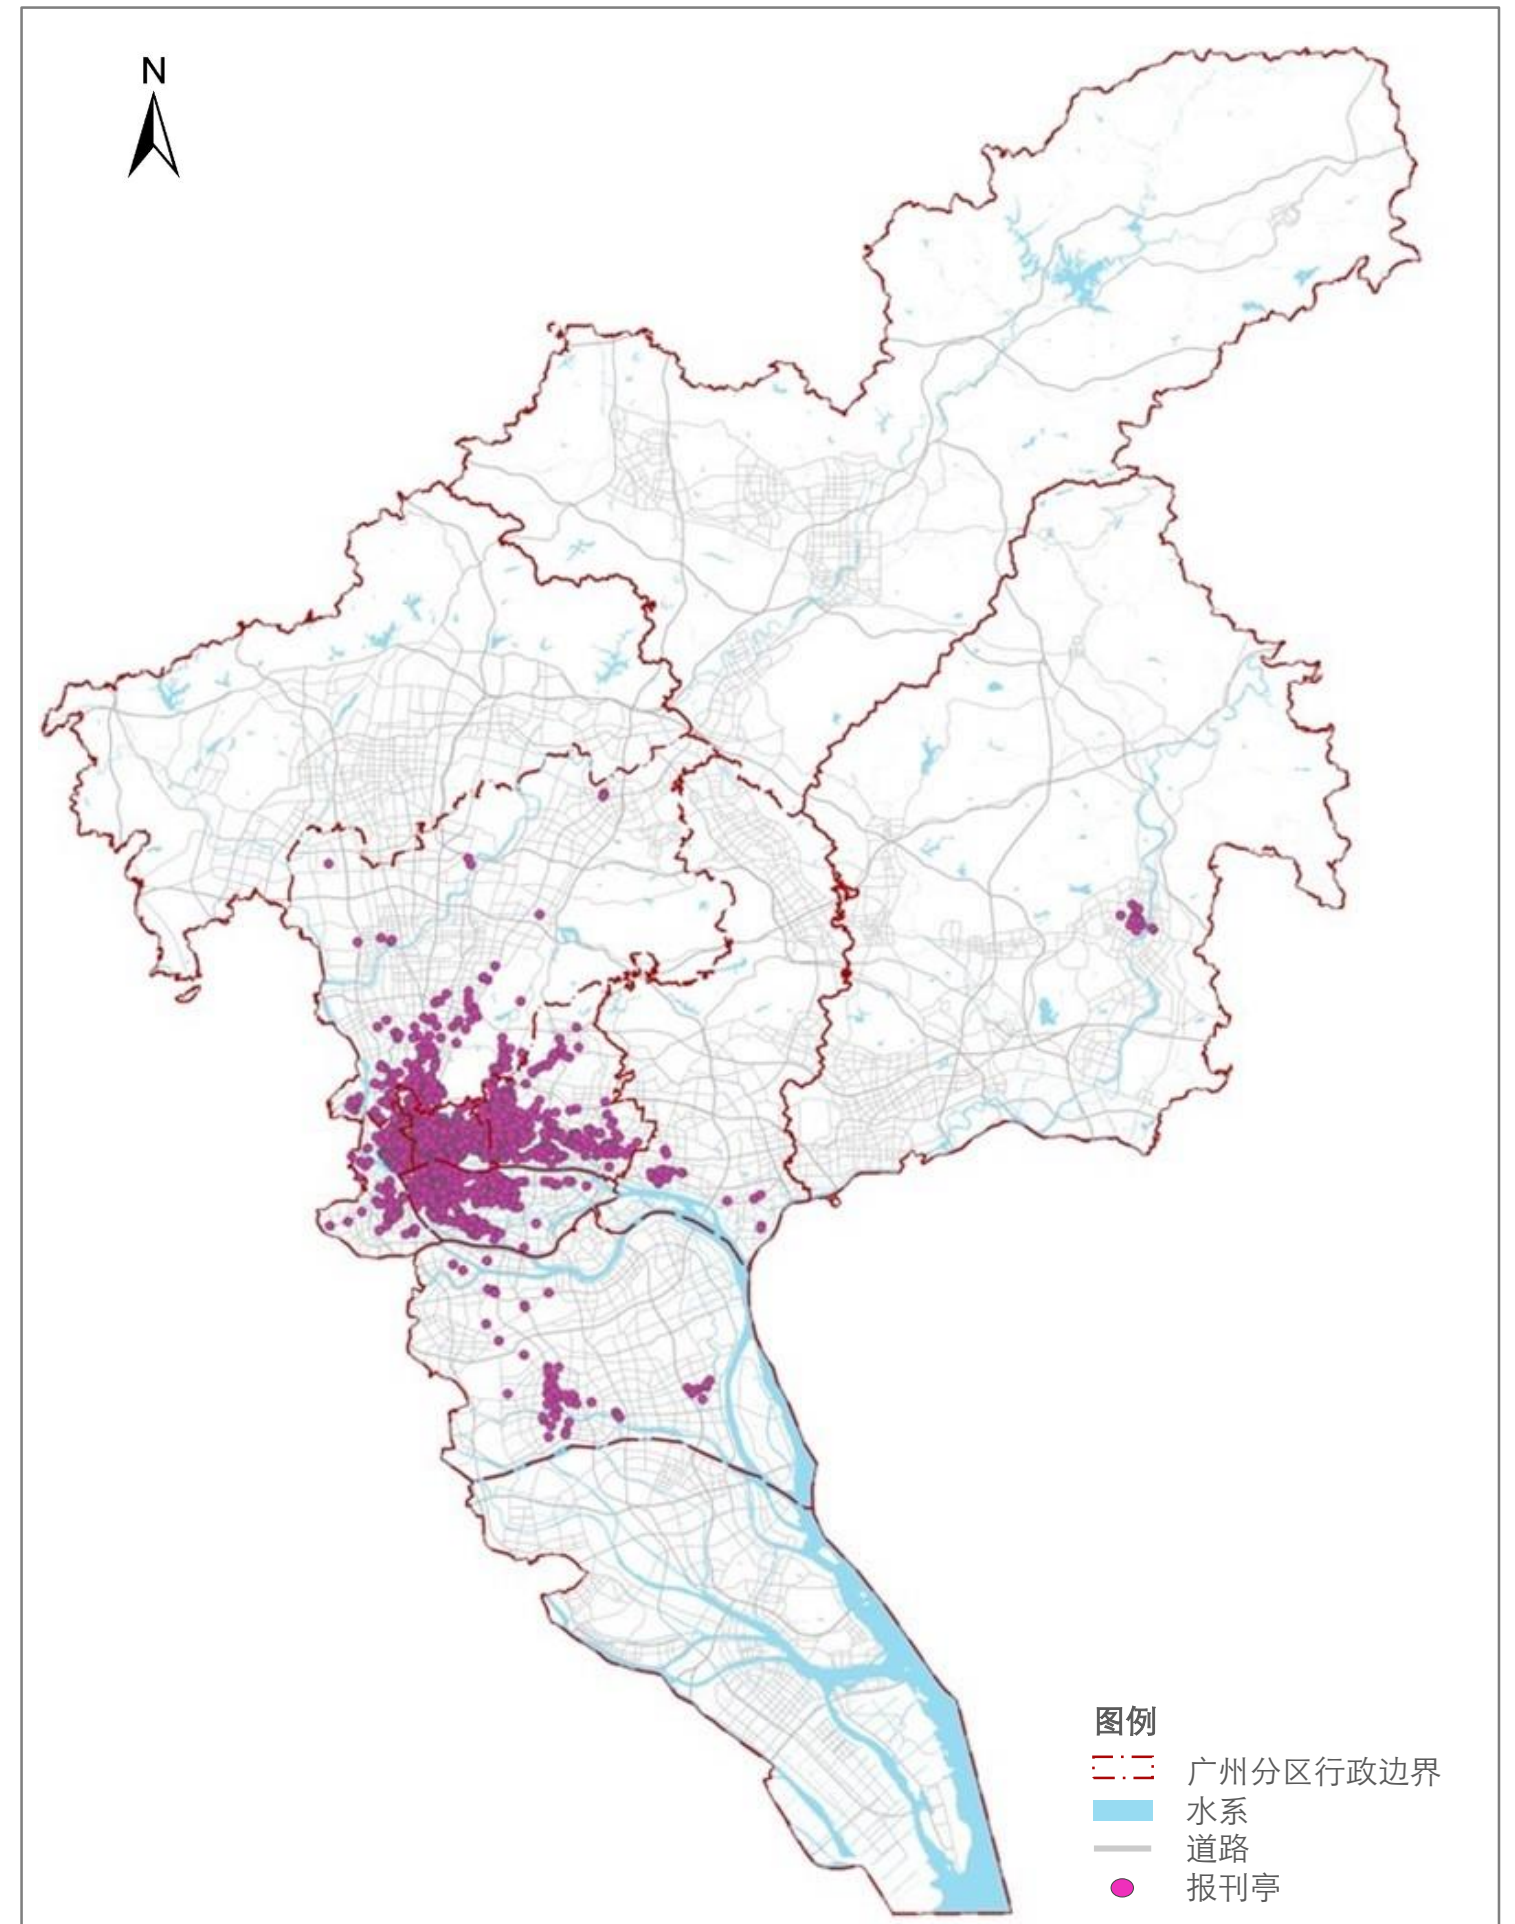 N
图例
广州分区行政边界
水系
道路
报刊亭